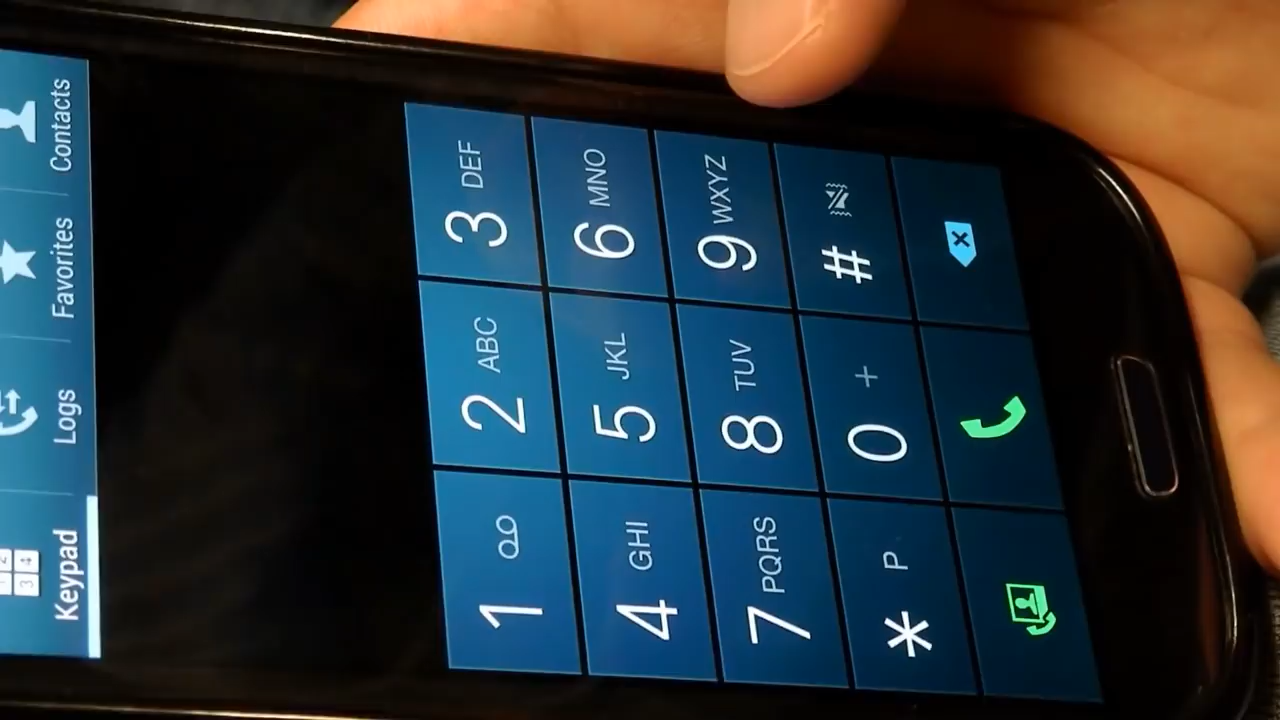 Keypad Logs Favorites Contacts
1 2 ABC 3 DEF
4 GHI 5 JKL 6 MNO
7 PQRS 8 TUV 9 WXYZ
* P 0 + #